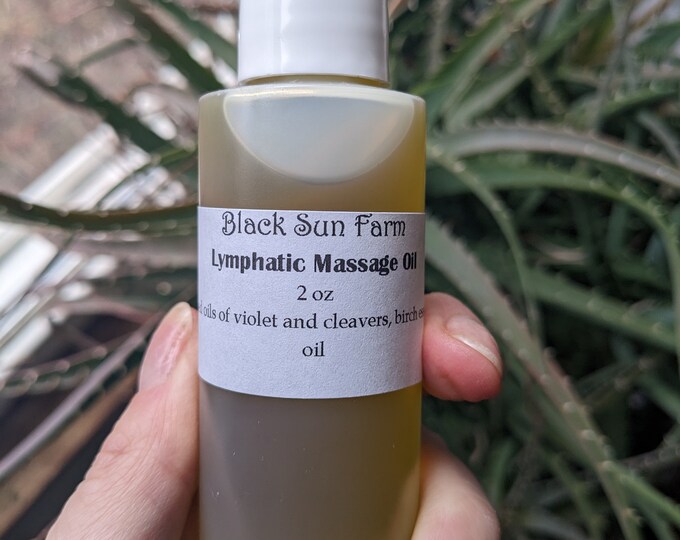 Black Sun Farm
Lymphatic Massage Oil
2 oz
oils of violet and cleavers, birch
oil